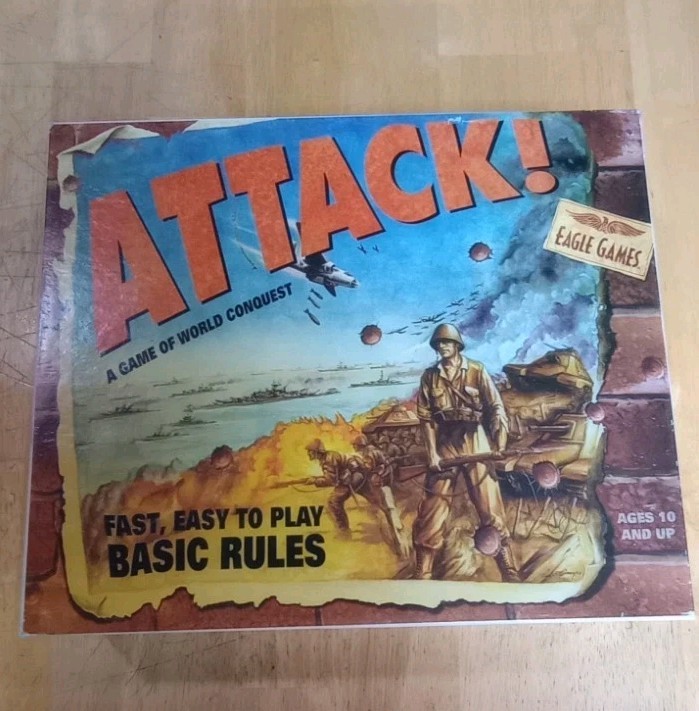 ATTACK!
A GAME OF WORLD CONQUEST
EAGLE GAMES
FAST, EASY TO PLAY
BASIC RULES
AGES 10
AND UP